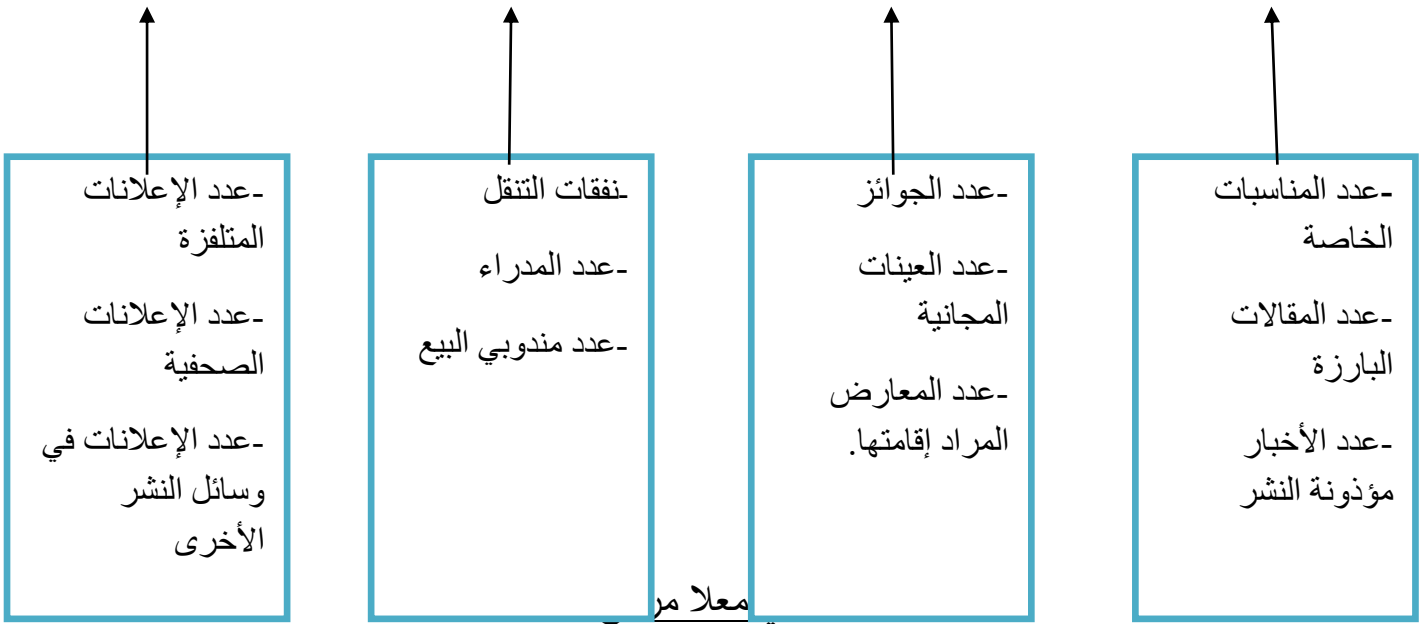 -عدد المناسبات
الخاصة
-عدد المقالات
البارزة
-عدد الأخبار
مؤذونة النشر
-عدد الجوائز
-عدد العينات
المجانية
-عدد المعارض
المراد إقامتها.
-نفقات التنقل
-عدد المدراء
-عدد مندوبي البيع
-عدد الإعلانات
المتلفزة
-عدد الإعلانات
الصحفية
-عدد الإعلانات في
وسائل النشر
الأخرى
معلا